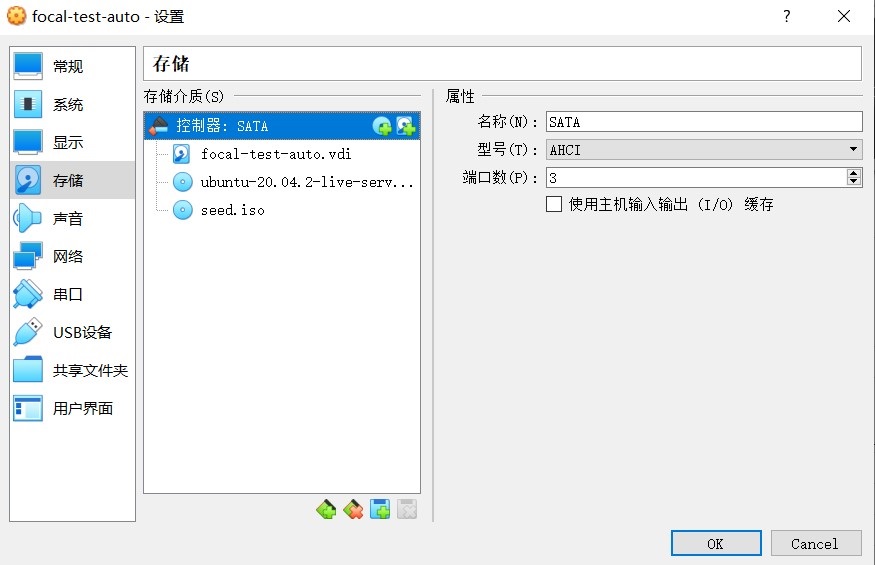 focal-test-auto - 设置
?
常规
系统
显示
存储
声音
网络
串口
USB设备
共享文件夹
用户界面
存储
存储介质(S)
控制器: SATA
focal-test-auto.vdi
ubuntu-20.04.2-live-serv...
seed.iso
属性
名称(N): SATA
型号(T): AHCI
端口数(P): 3
使用主机输入输出 (I/O) 缓存
OK
Cancel